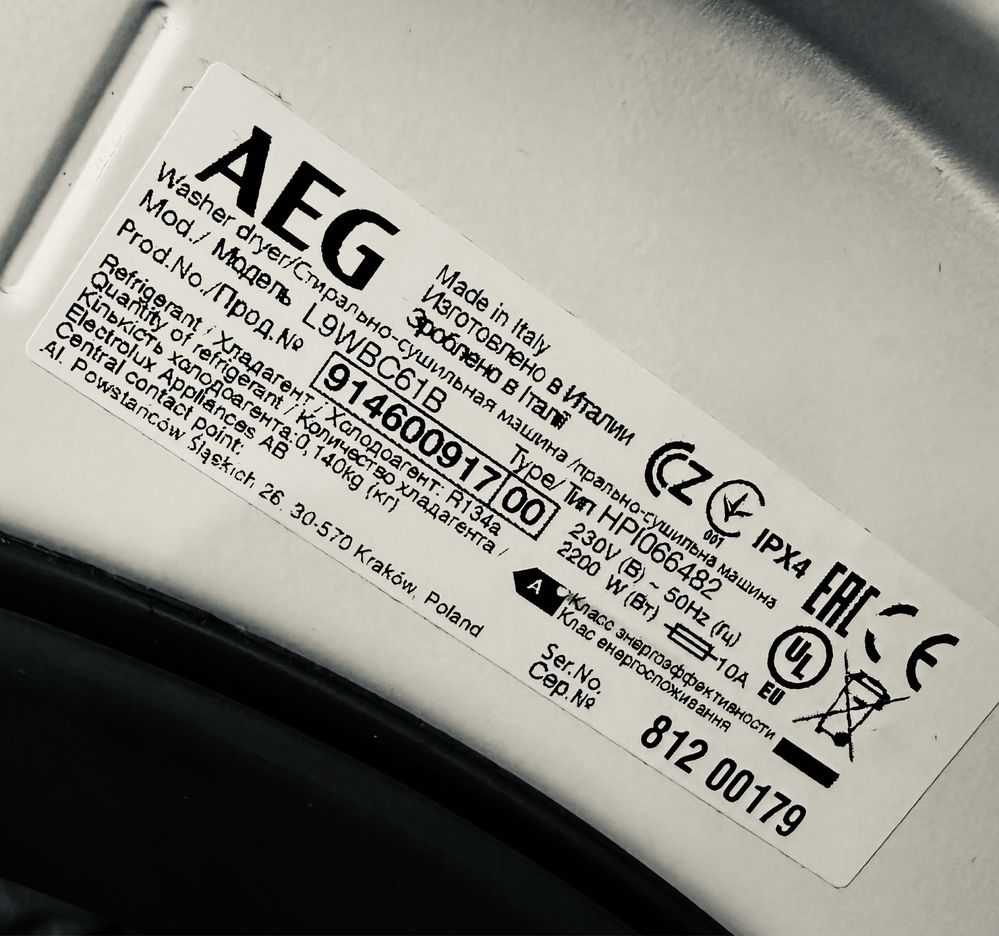 AEG
Washer dryer/Стирально-сушильная машина /прально-сушильна машина
Mod./ Модель L9WBC61B
Prod.No./Прод.№ 914600917 00
Made in Italy
Изготовлено в Италии
Зроблено в Італії
Type/ Тип HPI066482
230V (В) ~ 50Hz (Гц)
2200 W (Вт) 10A
Refrigerant / Хладагент / Холодоагент: R134a
Quantity of refrigerant / Количество хладагента /
Кількість холодоагента:0,140kg (кг)
Electrolux Appliances AB
Central contact point:
Al. Powstańców Śląskich 26, 30-570 Kraków, Poland
A
Класс энергоэффективности
Клас енергоспоживання
Ser.No.
Сер.№ 812 00179
001
IPX4
EAC
CE
UL
EU